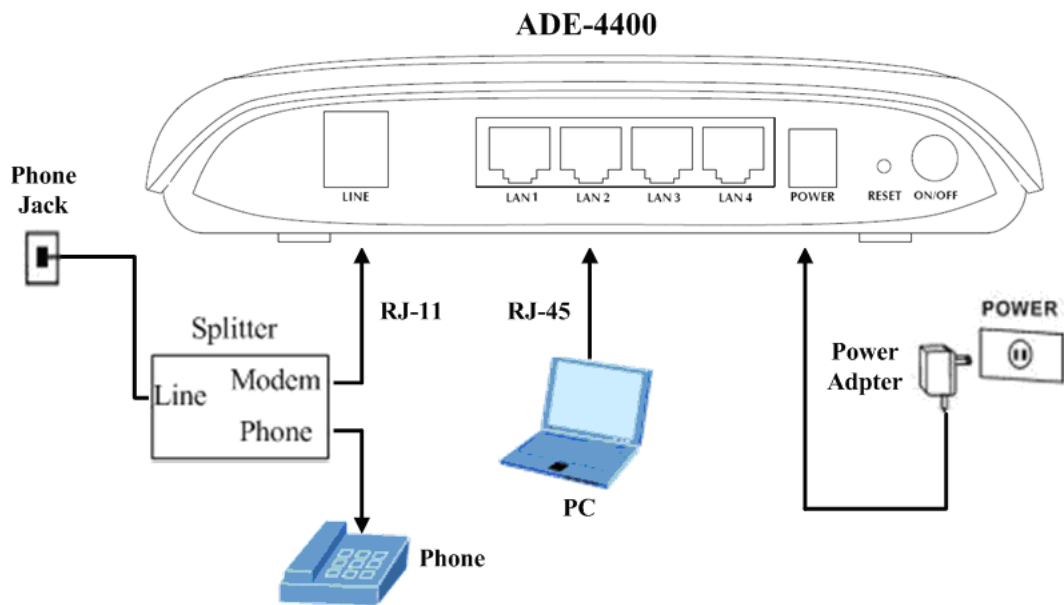 ADE-4400
LINE
LAN 1
LAN 2
LAN 3
LAN 4
POWER
RESET
ON/OFF
Phone
Jack
RJ-11
RJ-45
POWER
Splitter
Line
Modem
Phone
Power
Adpter
PC
Phone